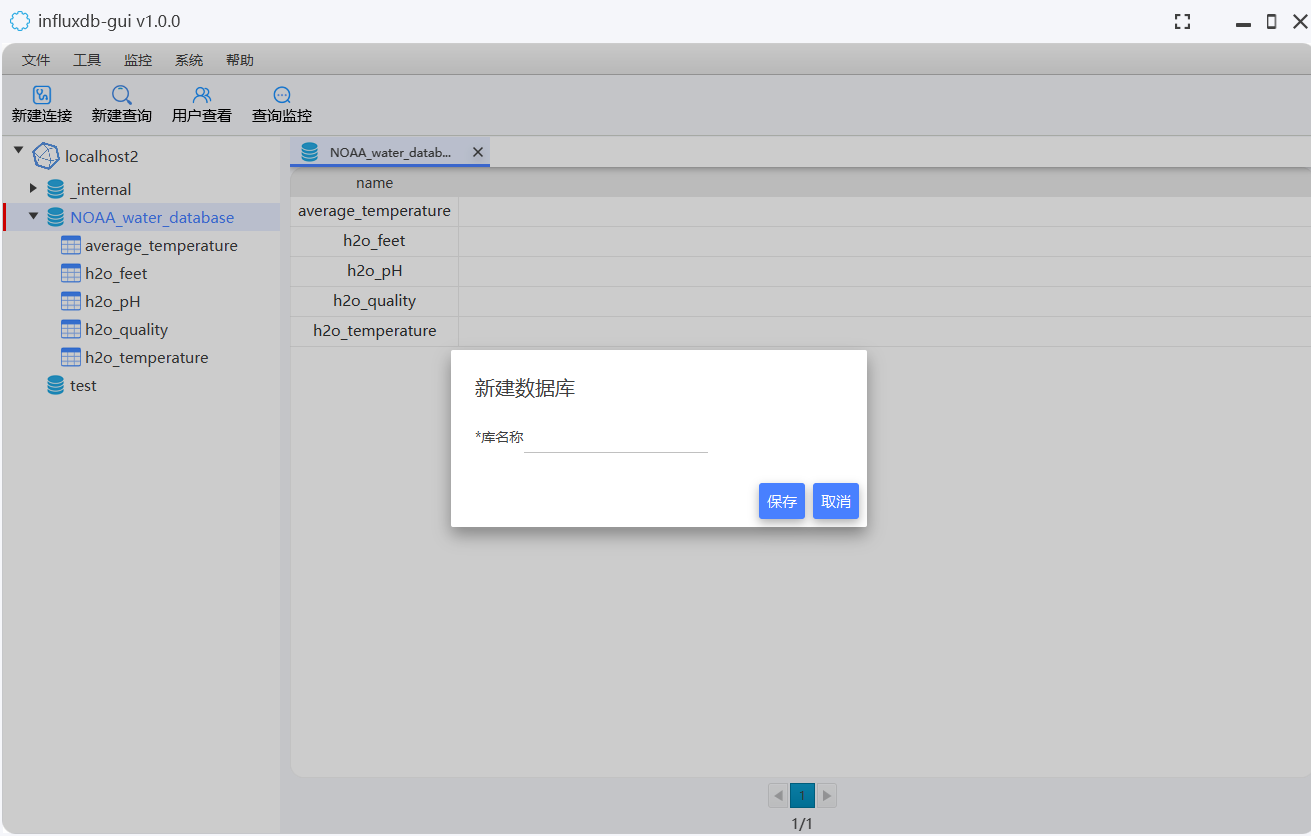 influxdb-gui v1.0.0
文件 工具 监控 系统 帮助
新建连接 新建查询 用户查看 查询监控
localhost2
_internal
NOAA_water_database
average_temperature
h2o_feet
h2o_pH
h2o_quality
h2o_temperature
test
NOAA_water_datab...
name
average_temperature
h2o_feet
h2o_pH
h2o_quality
h2o_temperature
新建数据库
*库名称
保存 取消
1
1/1